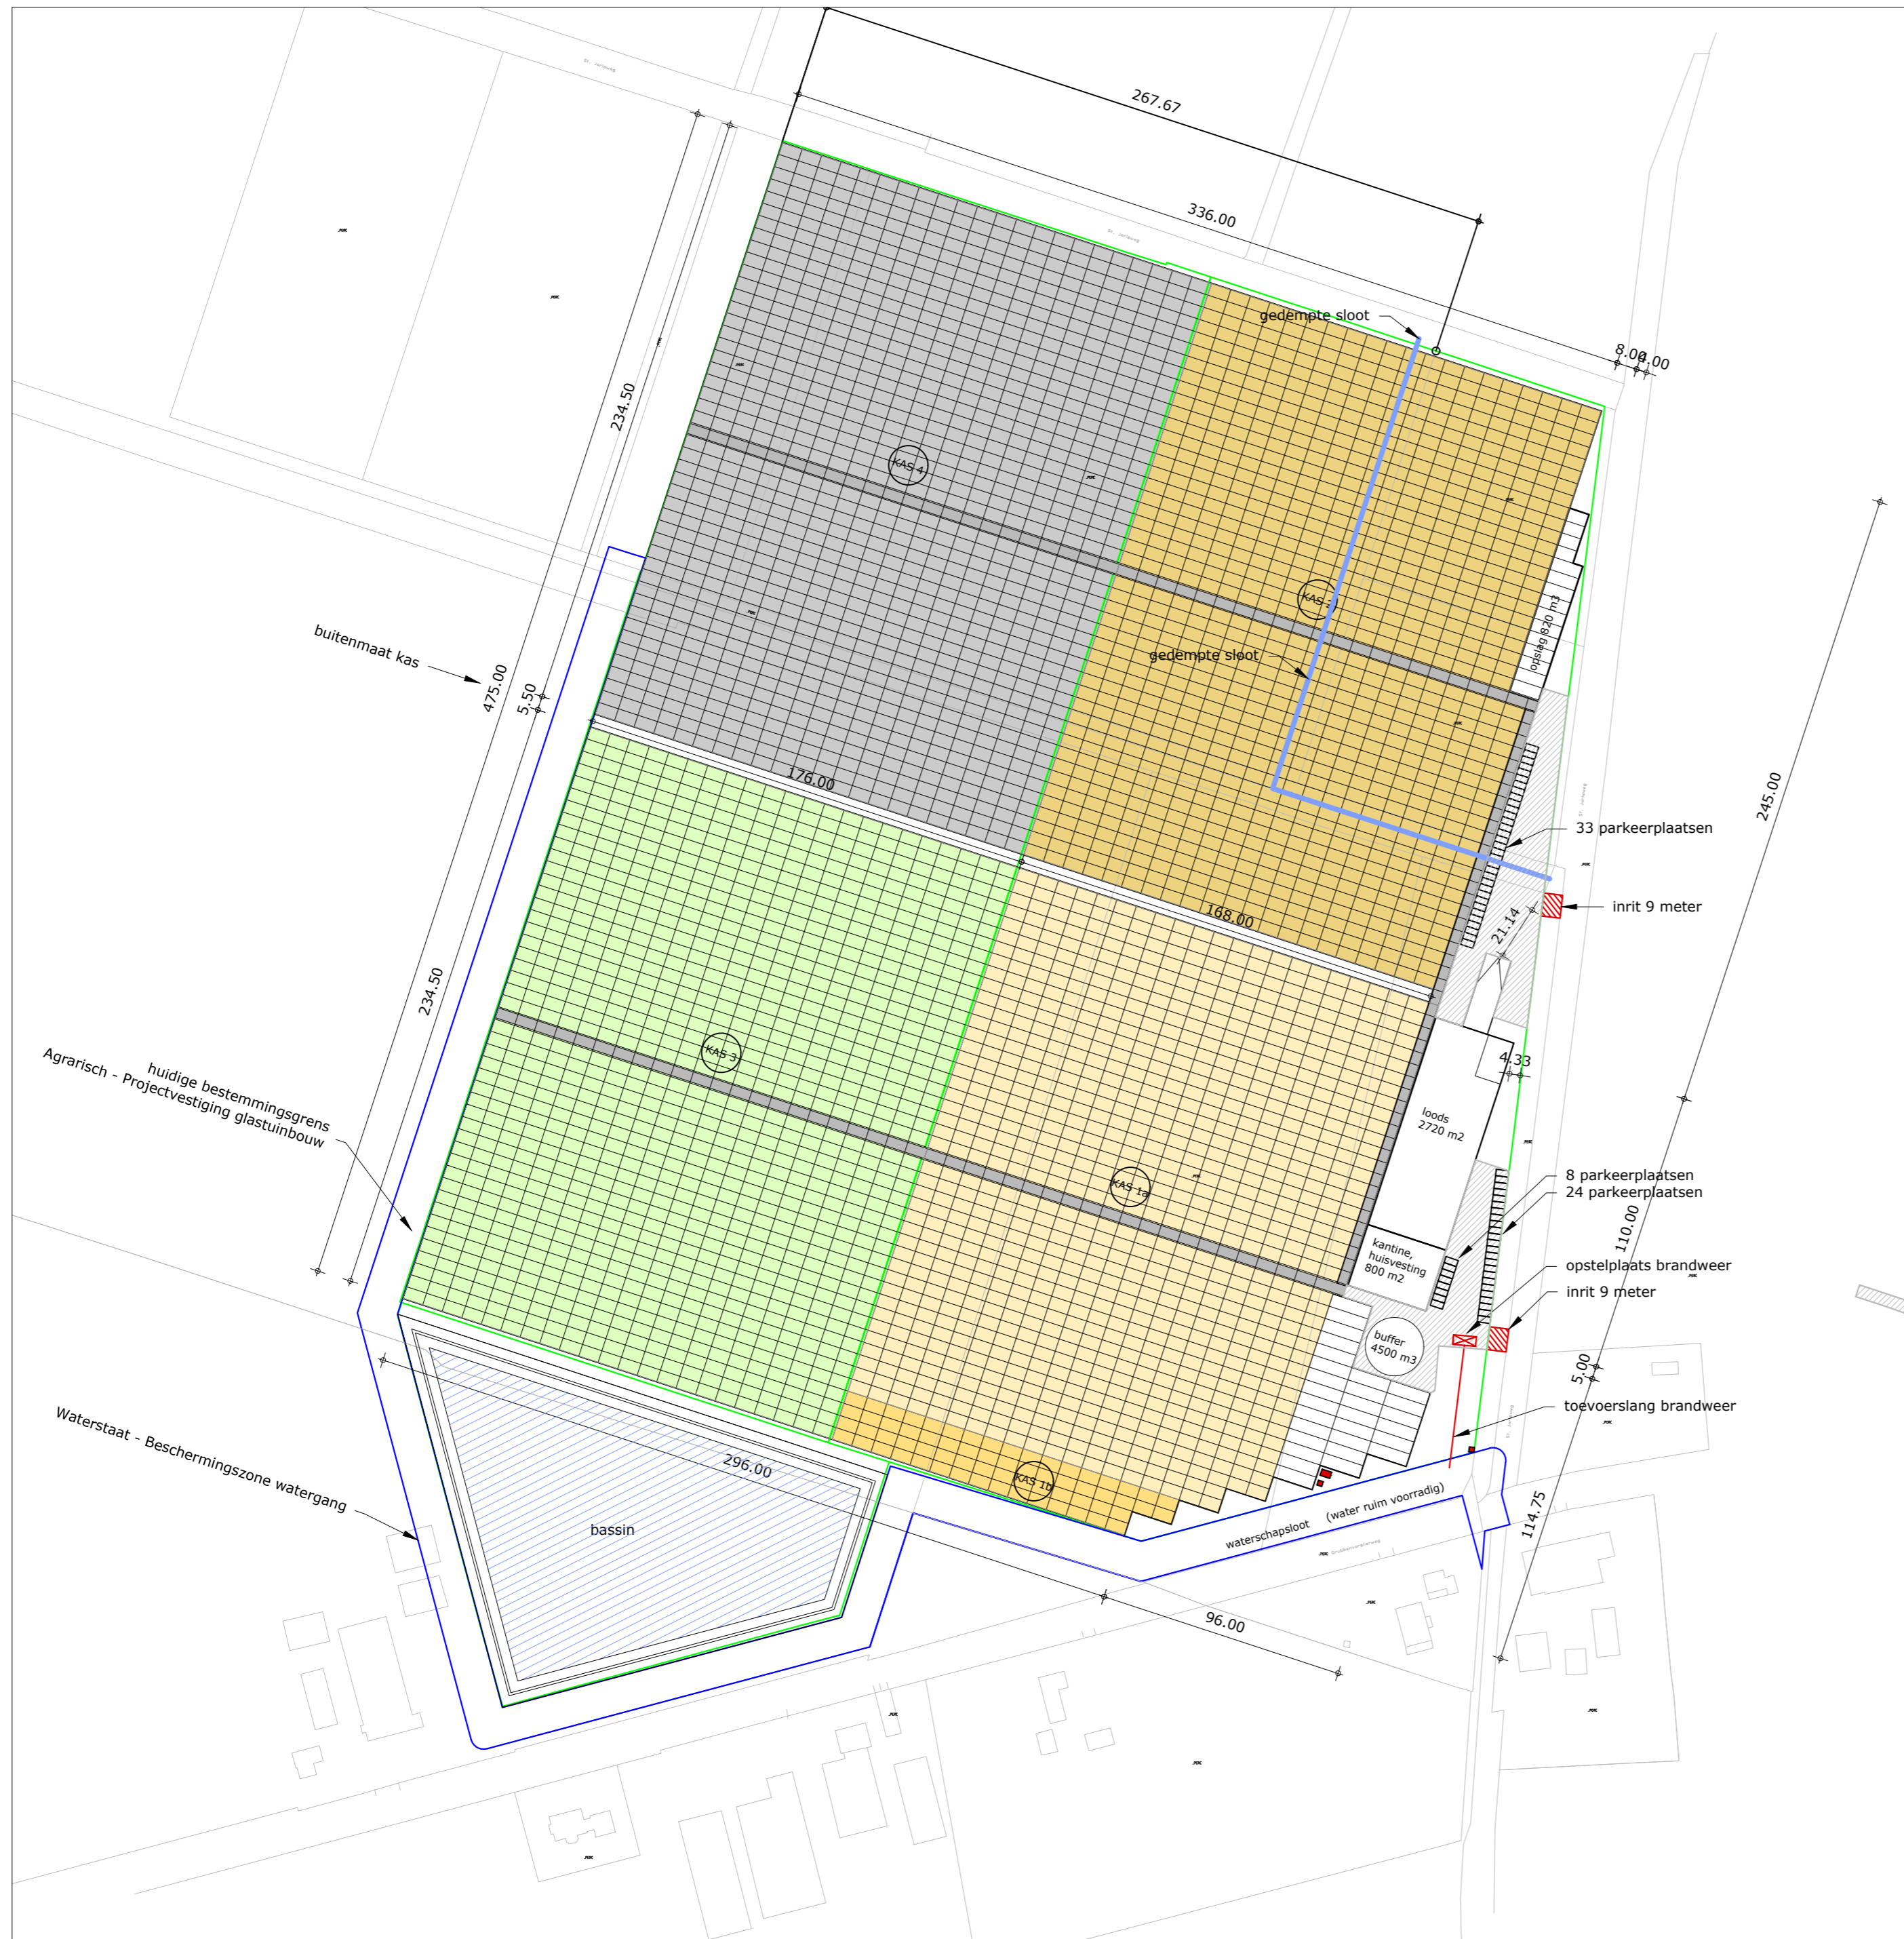 St. Jorisweg
267.67
336.00
St. Jorisweg
gedempte sloot
8.00
4.00
234.50
KAS 4
KAS 2
buitenmaat kas
475.00
5.50
gedempte sloot
opslag 820 m3
176.00
245.00
33 parkeerplaatsen
168.00
21.14
inrit 9 meter
234.50
KAS 3
huidige bestemmingsgrens
Agrarisch - Projectvestiging glastuinbouw
4.33
loods
2720 m2
KAS 1a
8 parkeerplaatsen
24 parkeerplaatsen
110.00
kantine,
huisvesting
800 m2
opstelplaats brandweer
inrit 9 meter
buffer
4500 m3
5.00
toevoerslang brandweer
Waterstaat - Beschermingszone watergang
296.00
KAS 1b
bassin
waterschapsloot (water ruim voorradig)
114.75
96.00